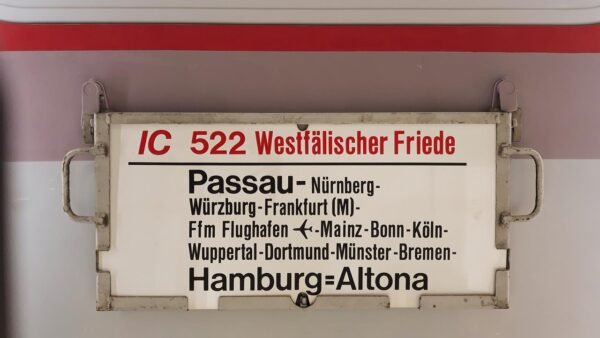 IC 522 Westfälischer Friede
Passau- Nürnberg-
Würzburg-Frankfurt (M)-
Ffm Flughafen ✈-Mainz-Bonn-Köln-
Wuppertal-Dortmund-Münster-Bremen-
Hamburg=Altona